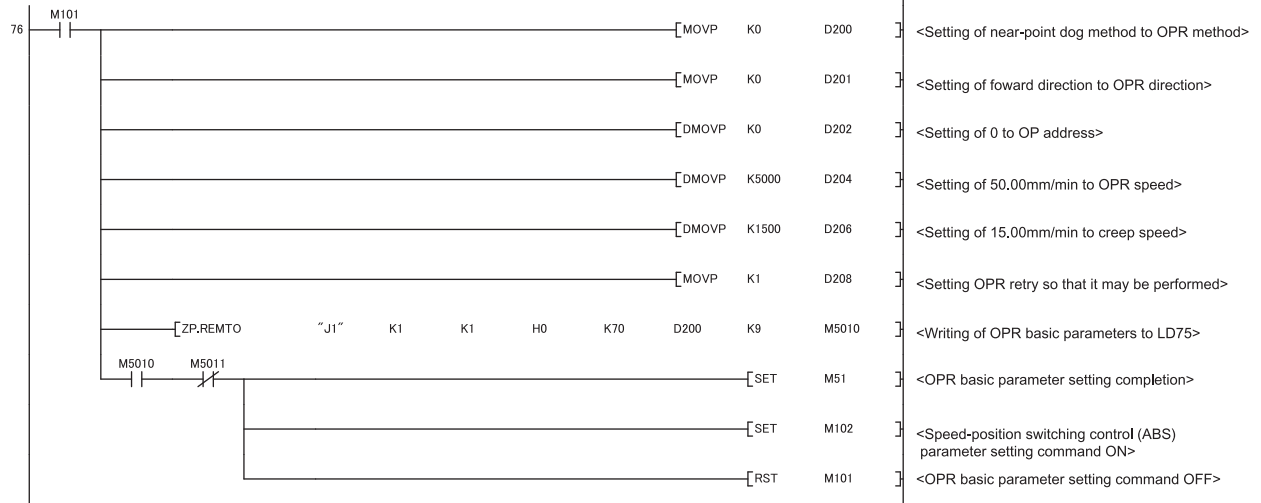 M101
76 MOVP K0 D200 <Setting of near-point dog method to OPR method>
MOVP K0 D201 <Setting of foward direction to OPR direction>
DMOVP K0 D202 <Setting of 0 to OP address>
DMOVP K5000 D204 <Setting of 50.00mm/min to OPR speed>
DMOVP K1500 D206 <Setting of 15.00mm/min to creep speed>
MOVP K1 D208 <Setting OPR retry so that it may be performed>
ZP.REMTO "J1" K1 K1 H0 K70 D200 K9 M5010 <Writing of OPR basic parameters to LD75>
M5010 M5011
SET M51 <OPR basic parameter setting completion>
SET M102 <Speed-position switching control (ABS)
parameter setting command ON>
RST M101 <OPR basic parameter setting command OFF>